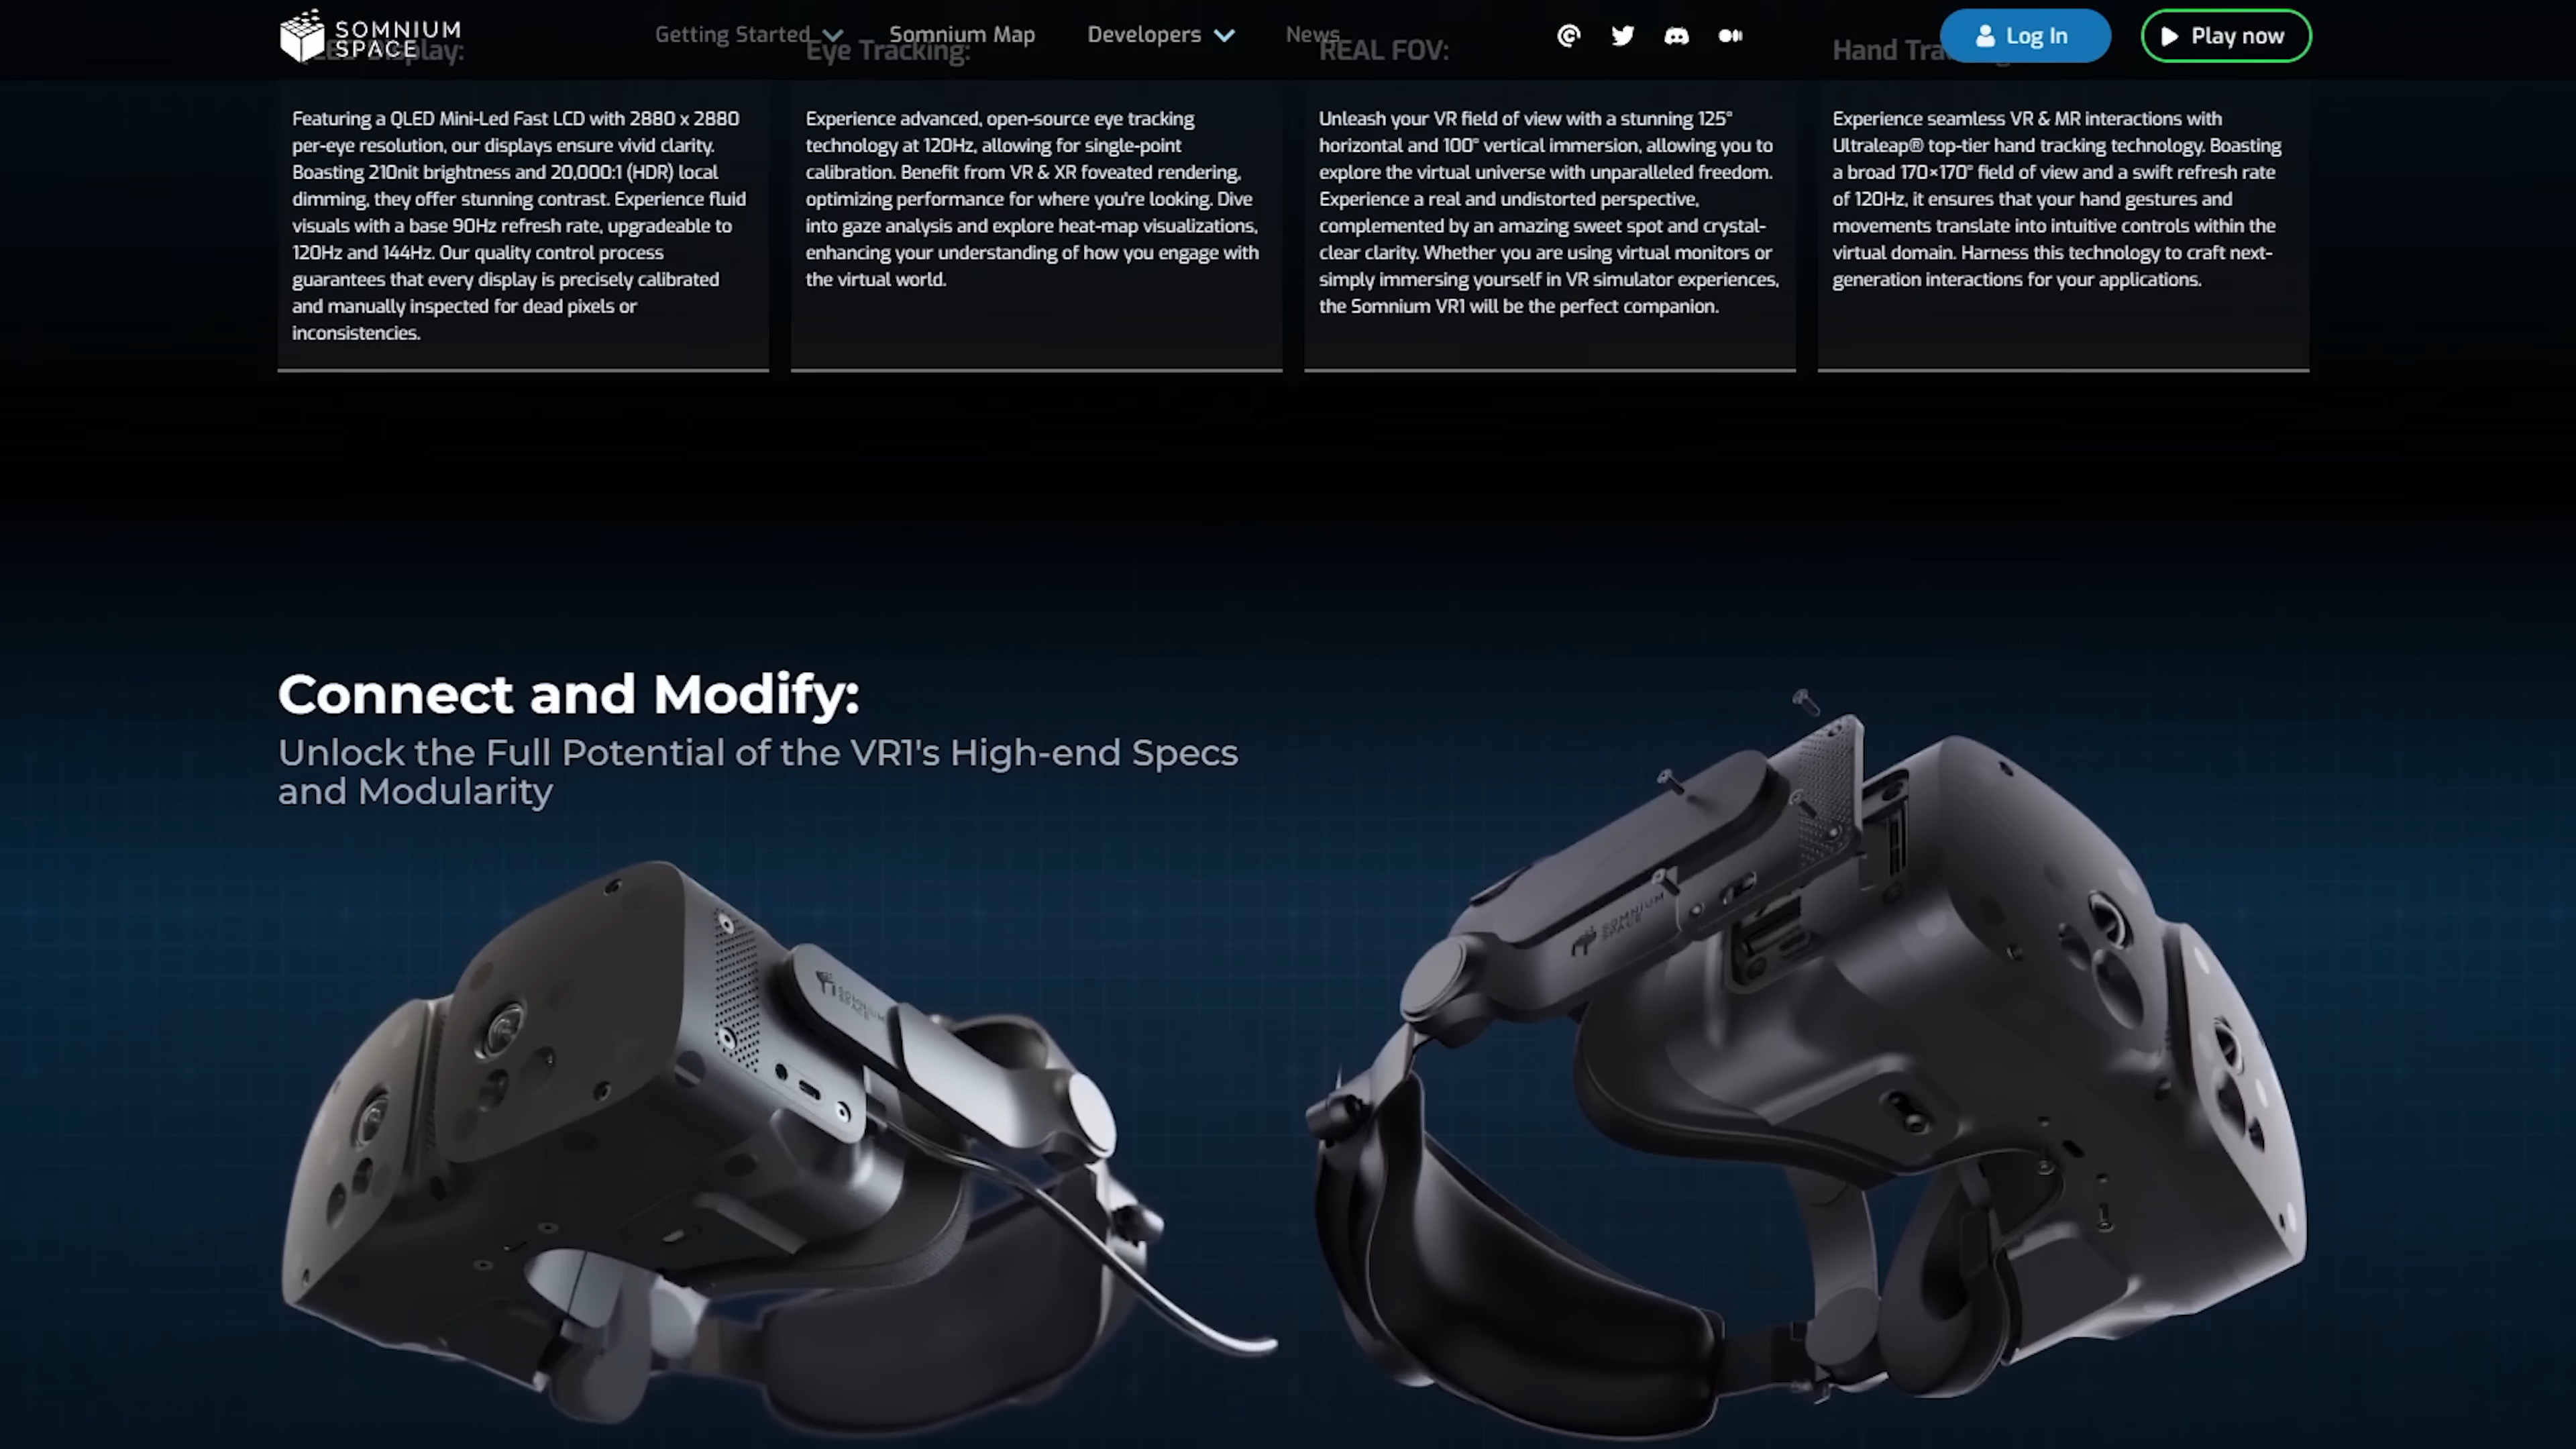 SOMNIUM
SPACE
Getting Started
Somnium Map
Developers
News
Log In
Play now
Display:
Eye Tracking:
REAL FOV:
Featuring a QLED Mini-Led Fast LCD with 2880 x 2880
per-eye resolution, our displays ensure vivid clarity.
Boasting 210nit brightness and 20,000:1 (HDR) local
dimming, they offer stunning contrast. Experience fluid
visuals with a base 90Hz refresh rate, upgradeable to
120Hz and 144Hz. Our quality control process
guarantees that every display is precisely calibrated
and manually inspected for dead pixels or
inconsistencies.
Experience advanced, open-source eye tracking
technology at 120Hz, allowing for single-point
calibration. Benefit from VR & XR foveated rendering,
optimizing performance for where you're looking. Dive
into gaze analysis and explore heat-map visualizations,
enhancing your understanding of how you engage with
the virtual world.
Unleash your VR field of view with a stunning 125°
horizontal and 100° vertical immersion, allowing you to
explore the virtual universe with unparalleled freedom.
Experience a real and undistorted perspective,
complemented by an amazing sweet spot and crystal-
clear clarity. Whether you are using virtual monitors or
simply immersing yourself in VR simulator experiences,
the Somnium VR1 will be the perfect companion.
Hand
Experience seamless VR & MR interactions with
Ultraleap® top-tier hand tracking technology. Boasting
a broad 170×170° field of view and a swift refresh rate
of 120Hz, it ensures that your hand gestures and
movements translate into intuitive controls within the
virtual domain. Harness this technology to craft next-
generation interactions for your applications.
Connect and Modify:
Unlock the Full Potential of the VR1's High-end Specs
and Modularity
SOMNIUM
SPACE
SOMNIUM
SPACE